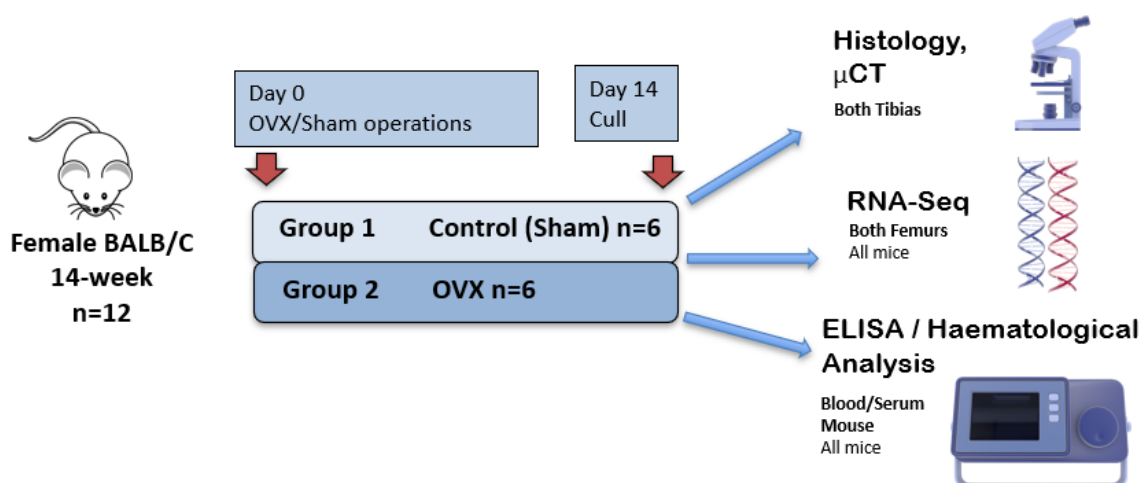 Female BALB/C
14-week
n=12
Day 0
OVX/Sham operations
Day 14
Cull
Group 1 Control (Sham) n=6
Group 2 OVX n=6
Histology,
μCT
Both Tibias
RNA-Seq
Both Femurs
All mice
ELISA / Haematological
Analysis
Blood/Serum
Mouse
All mice